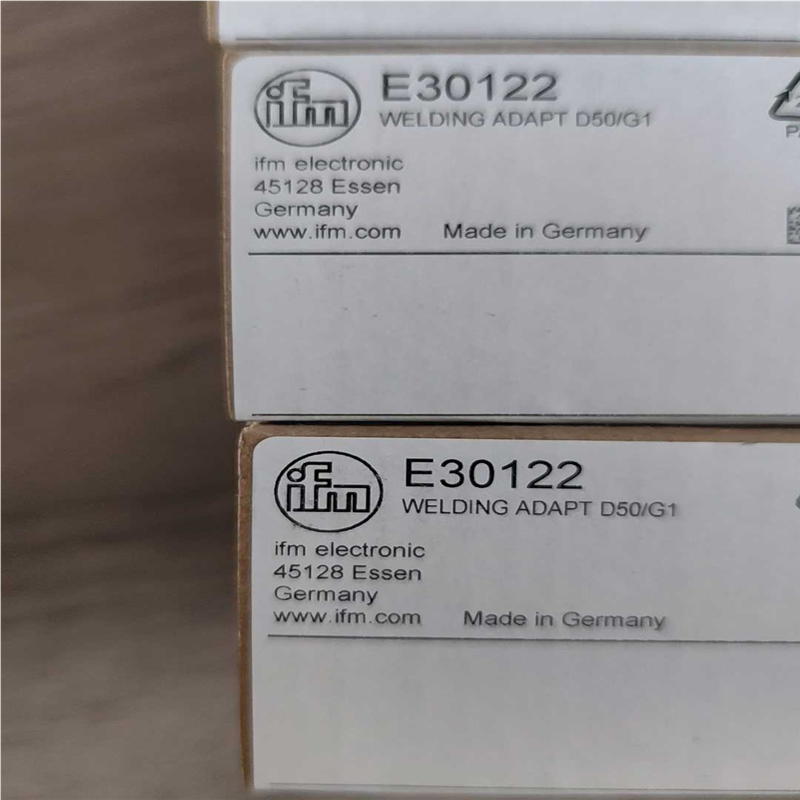 ifm
E30122
WELDING ADAPT D50/G1
ifm electronic
45128 Essen
Germany
www.ifm.com Made in Germany
ifm
E30122
WELDING ADAPT D50/G1
ifm electronic
45128 Essen
Germany
www.ifm.com Made in Germany